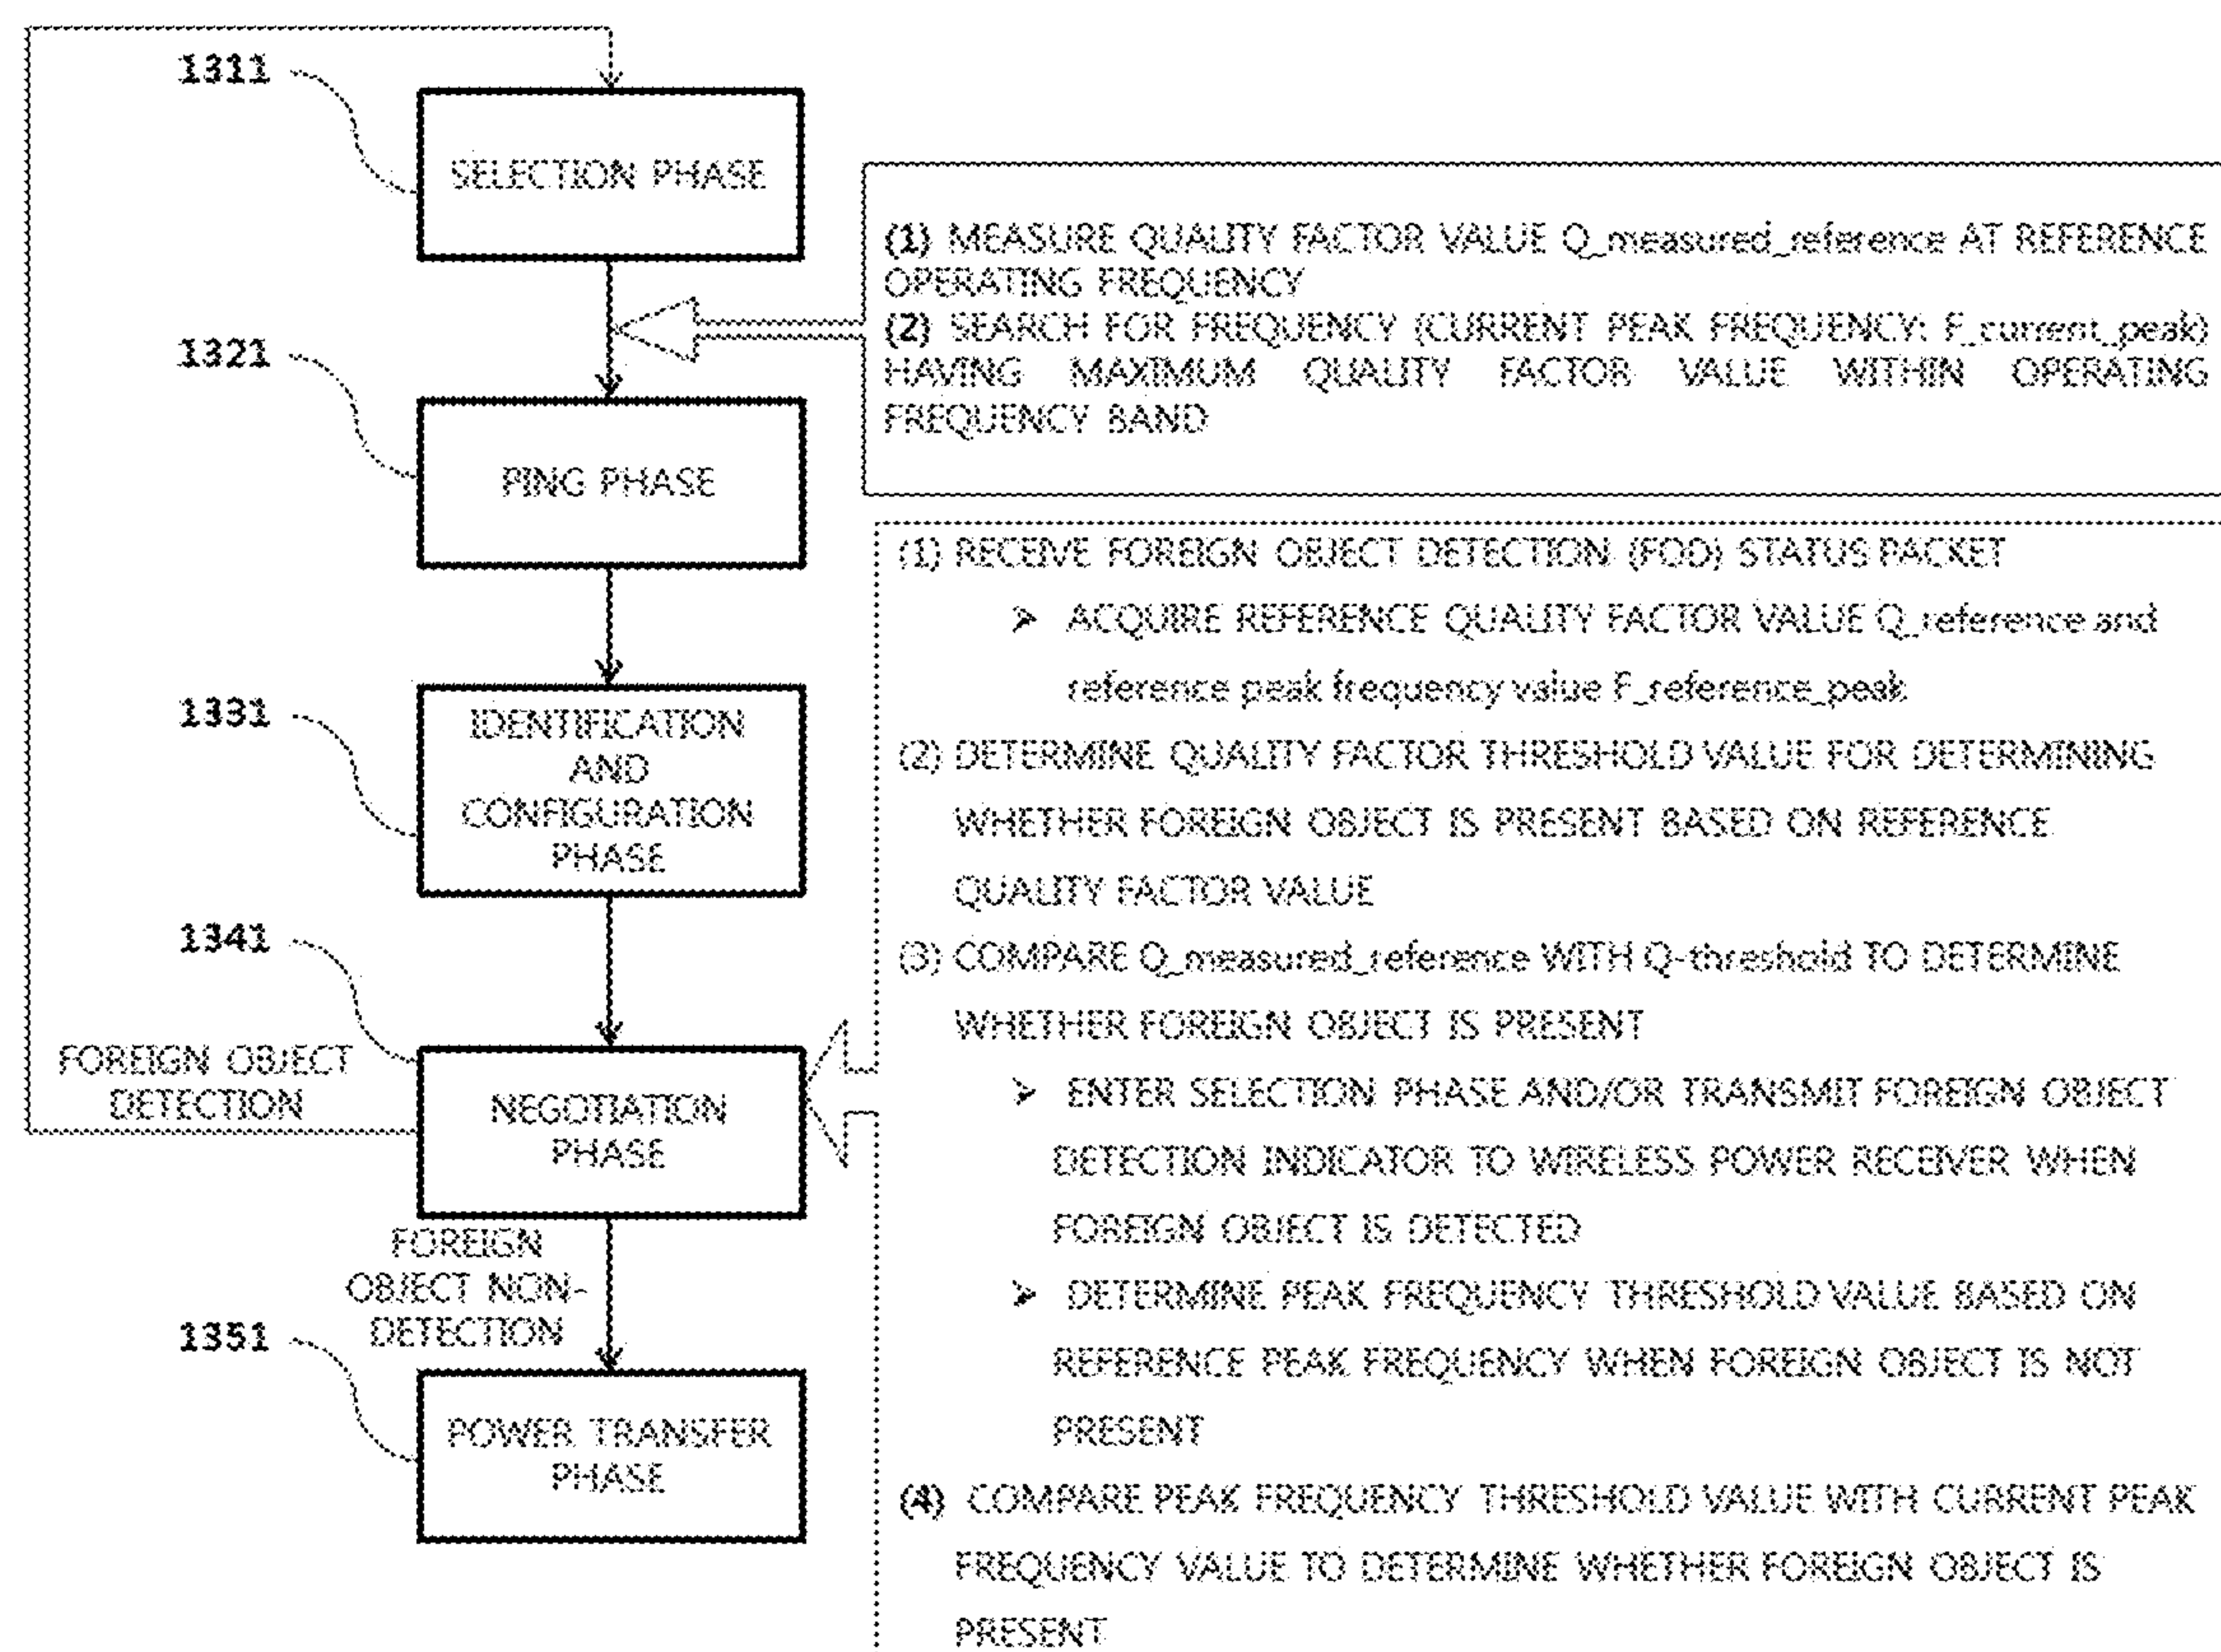 1311
SELECTION PHASE
(1) MEASURE QUALITY FACTOR VALUE Q_measured_reference AT REFERENCE
OPERATING FREQUENCY
(2) SEARCH FOR FREQUENCY (CURRENT PEAK FREQUENCY: F_current_peak)
HAVING MAXIMUM QUALITY FACTOR VALUE WITHIN OPERATING
FREQUENCY BAND
1321
PING PHASE
1331
IDENTIFICATION
AND
CONFIGURATION
PHASE
1341
FOREIGN OBJECT
DETECTION
NEGOTIATION
PHASE
FOREIGN
OBJECT NON-
DETECTION
1351
POWER TRANSFER
PHASE
(1) RECEIVE FOREIGN OBJECT DETECTION (FOD) STATUS PACKET
➢ ACQUIRE REFERENCE QUALITY FACTOR VALUE Q_reference and
reference peak frequency value F_reference_peak
(2) DETERMINE QUALITY FACTOR THRESHOLD VALUE FOR DETERMINING
WHETHER FOREIGN OBJECT IS PRESENT BASED ON REFERENCE
QUALITY FACTOR VALUE
(3) COMPARE Q_measured_reference WITH Q-threshold TO DETERMINE
WHETHER FOREIGN OBJECT IS PRESENT
➢ ENTER SELECTION PHASE AND/OR TRANSMIT FOREIGN OBJECT
DETECTION INDICATOR TO WIRELESS POWER RECEIVER WHEN
FOREIGN OBJECT IS DETECTED
➢ DETERMINE PEAK FREQUENCY THRESHOLD VALUE BASED ON
REFERENCE PEAK FREQUENCY WHEN FOREIGN OBJECT IS NOT
PRESENT
(4) COMPARE PEAK FREQUENCY THRESHOLD VALUE WITH CURRENT PEAK
FREQUENCY VALUE TO DETERMINE WHETHER FOREIGN OBJECT IS
PRESENT